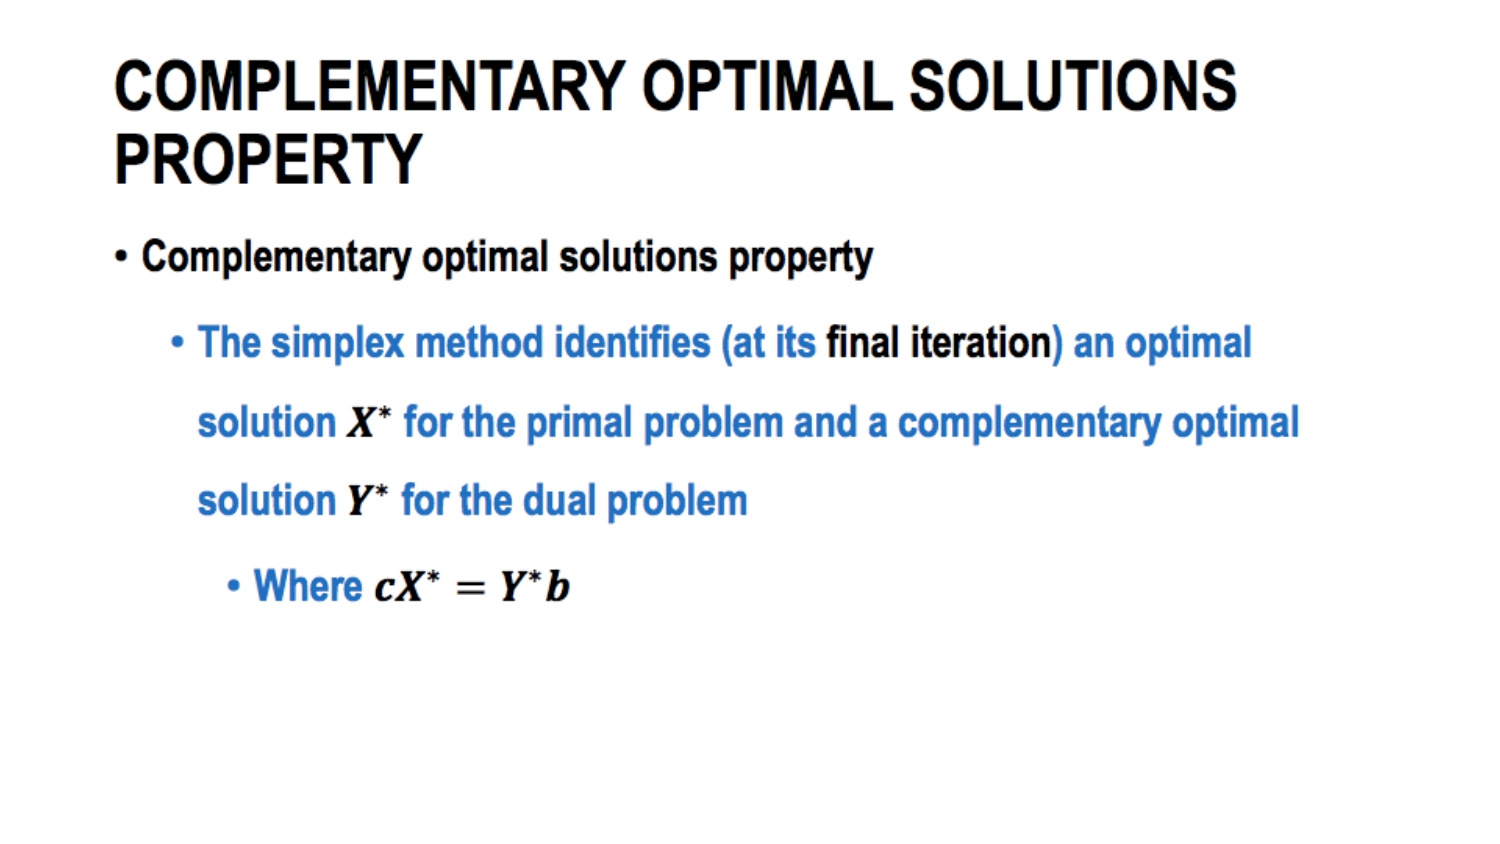 COMPLEMENTARY OPTIMAL SOLUTIONS
PROPERTY
• Complementary optimal solutions property
• The simplex method identifies (at its final iteration) an optimal
solution X* for the primal problem and a complementary optimal
solution Y* for the dual problem
• Where cX* = Y*b